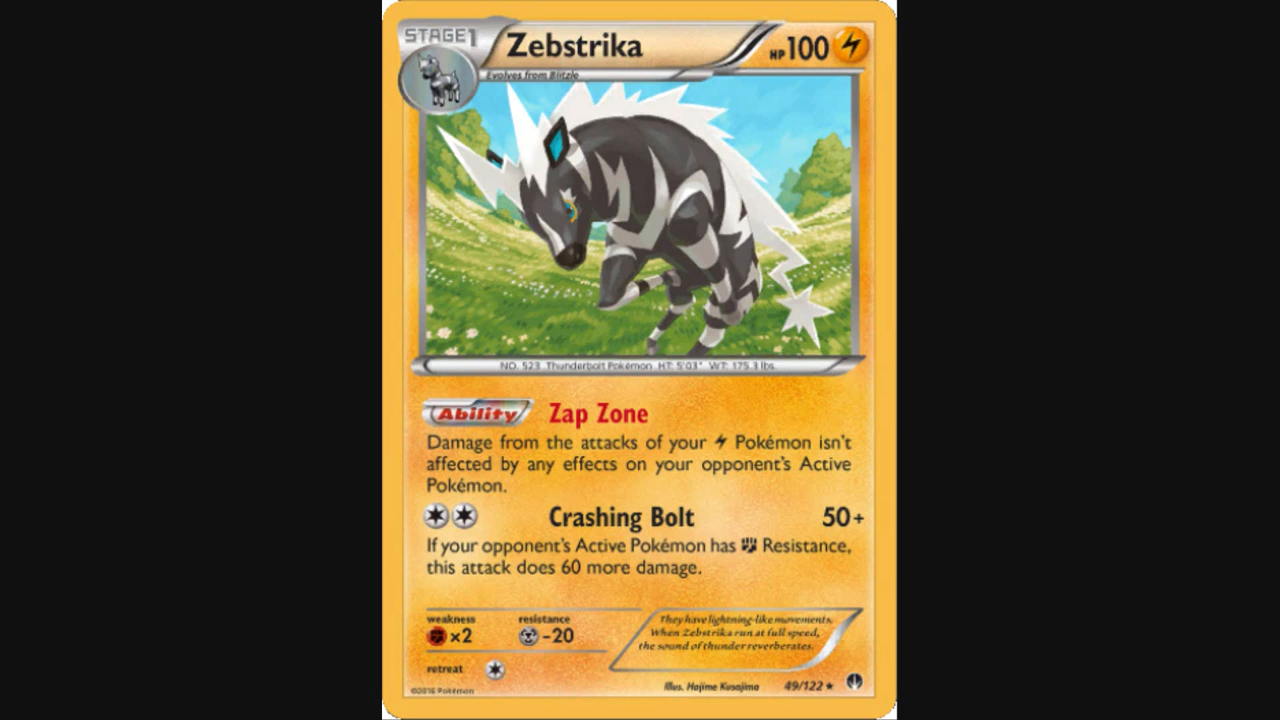 STAGE1
Zebstrika
HP100
Evolves from Blitzle
NO. 523 Thunderbolt Pokémon HT: 5'03" WT: 175.3 lbs.
Ability Zap Zone
Damage from the attacks of your Pokémon isn't
affected by any effects on your opponent's Active
Pokémon.
Crashing Bolt 50+
If your opponent's Active Pokémon has Resistance,
this attack does 60 more damage.
weakness resistance
×2 -20
retreat
They have lightning-like movements.
When Zebstrika run at full speed,
the sound of thunder reverberates.
©2016 Pokémon
Illus. Hajime Kusajima
49/122